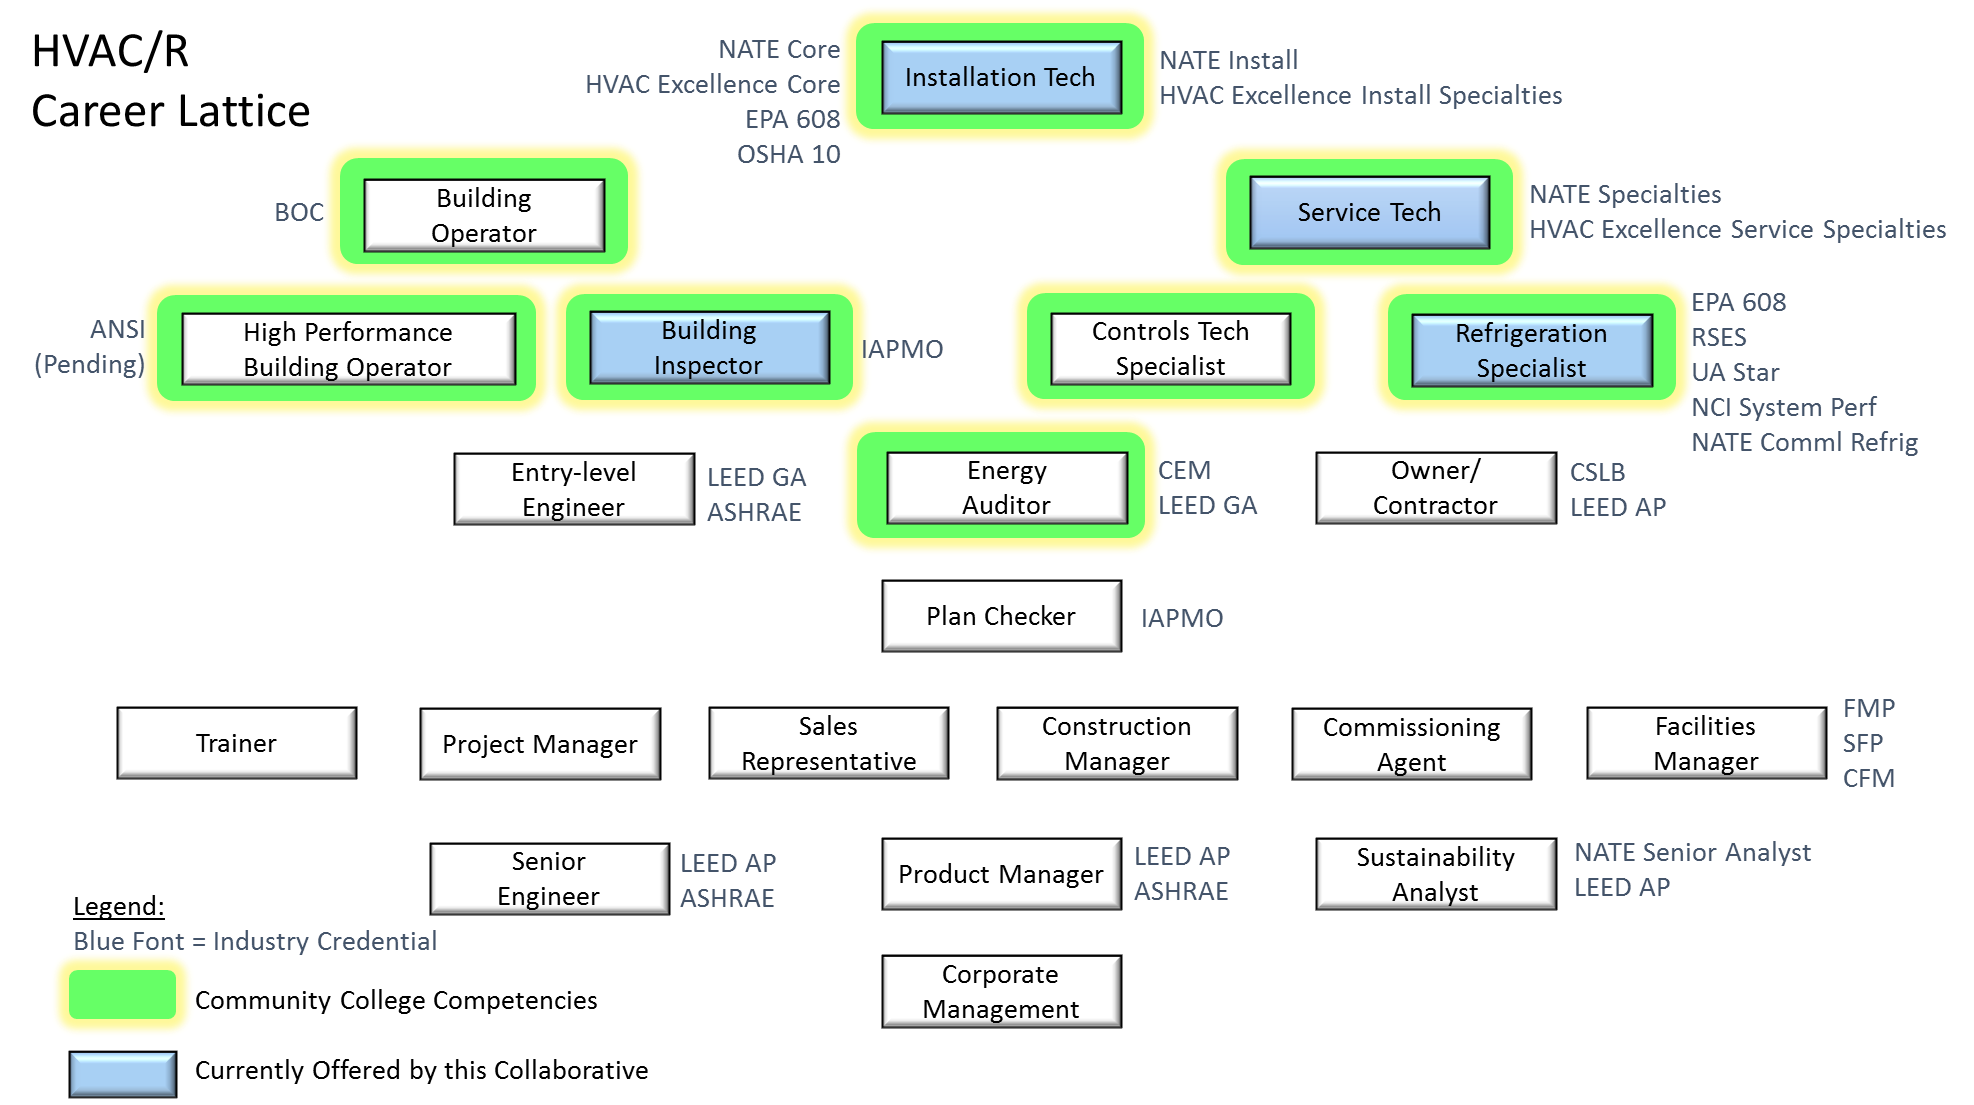 HVAC/R
Career Lattice
NATE Core
HVAC Excellence Core
EPA 608
OSHA 10
Installation Tech
NATE Install
HVAC Excellence Install Specialties
BOC
Building
Operator
Service Tech
NATE Specialties
HVAC Excellence Service Specialties
ANSI
(Pending)
High Performance
Building Operator
Building
Inspector
IAPMO
Controls Tech
Specialist
Refrigeration
Specialist
EPA 608
RSES
UA Star
NCI System Perf
NATE Comml Refrig
Entry-level
Engineer
LEED GA
ASHRAE
Energy
Auditor
CEM
LEED GA
Owner/
Contractor
CSLB
LEED AP
Plan Checker
IAPMO
Trainer
Project Manager
Sales
Representative
Construction
Manager
Commissioning
Agent
Facilities
Manager
FMP
SFP
CFM
Senior
Engineer
LEED AP
ASHRAE
Product Manager
LEED AP
ASHRAE
Sustainability
Analyst
NATE Senior Analyst
LEED AP
Corporate
Management
Legend:
Blue Font = Industry Credential
Community College Competencies
Currently Offered by this Collaborative